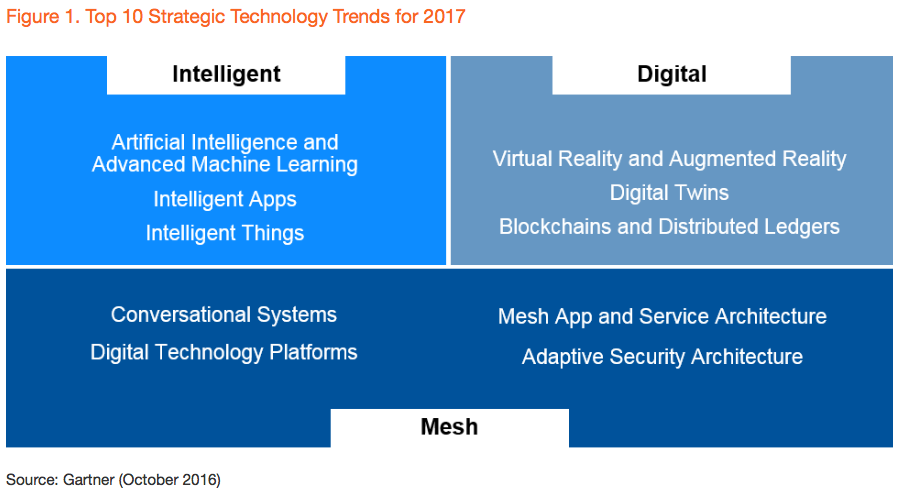 Figure 1. Top 10 Strategic Technology Trends for 2017
Intelligent
Artificial Intelligence and
Advanced Machine Learning
Intelligent Apps
Intelligent Things
Digital
Virtual Reality and Augmented Reality
Digital Twins
Blockchains and Distributed Ledgers
Conversational Systems
Digital Technology Platforms
Mesh App and Service Architecture
Adaptive Security Architecture
Mesh
Source: Gartner (October 2016)